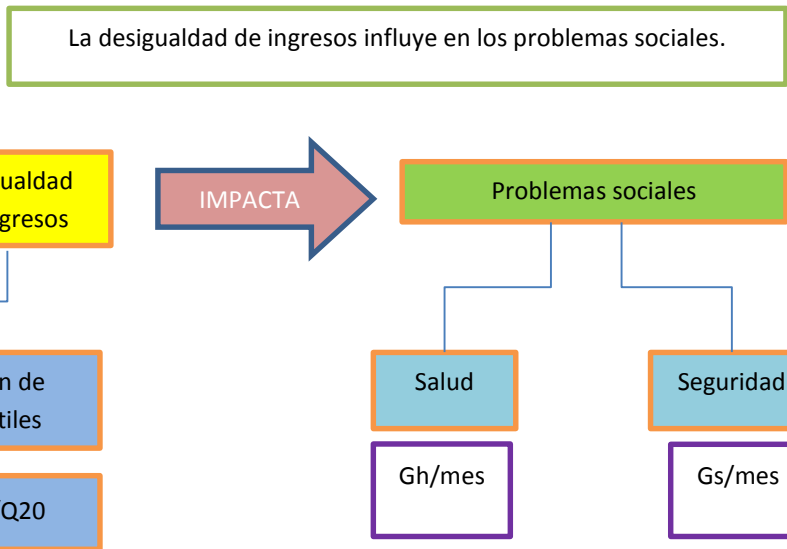 La desigualdad de ingresos influye en los problemas sociales.
ualdad
gresos
IMPACTA
Problemas sociales
n de
tiles
Q20
Salud
Seguridad
Gh/mes
Gs/mes